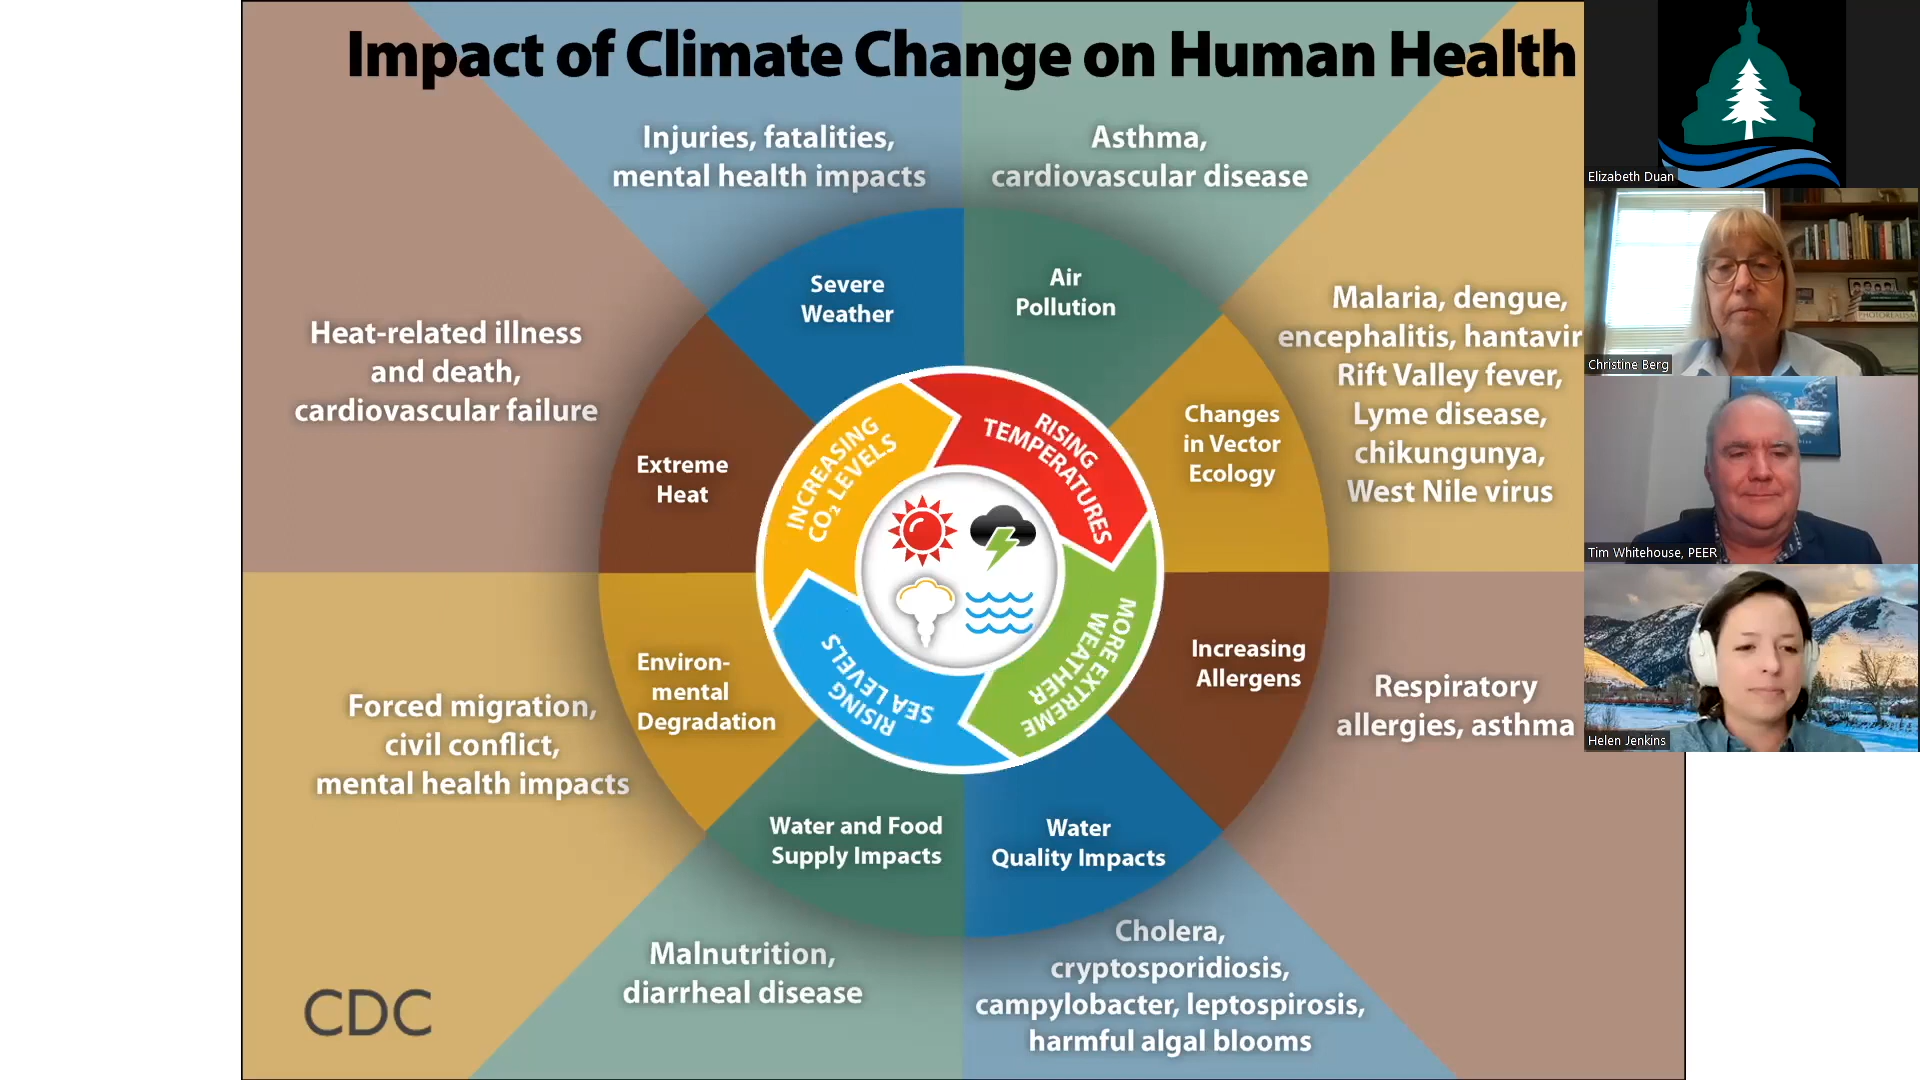 Impact of Climate Change on Human Health
Injuries, fatalities,
mental health impacts
Asthma,
cardiovascular disease
Severe
Weather
Air
Pollution
Heat-related illness
and death,
cardiovascular failure
Extreme
Heat
Changes
in Vector
Ecology
Malaria, dengue,
encephalitis, hantavir
Rift Valley fever,
Lyme disease,
chikungunya,
West Nile virus
INCREASING
CO₂ LEVELS
RISING
TEMPERATURES
MORE EXTREME
WEATHER
RISING
SEA LEVELS
Environ-
mental
Degradation
Forced migration,
civil conflict,
mental health impacts
Increasing
Allergens
Respiratory
allergies, asthma
Water and Food
Supply Impacts
Water
Quality Impacts
Malnutrition,
diarrheal disease
Cholera,
cryptosporidiosis,
campylobacter, leptospirosis,
harmful algal blooms
CDC
Elizabeth Duan
Christine Berg
PHOTOREALISM
Tim Whitehouse, PEER
Helen Jenkins